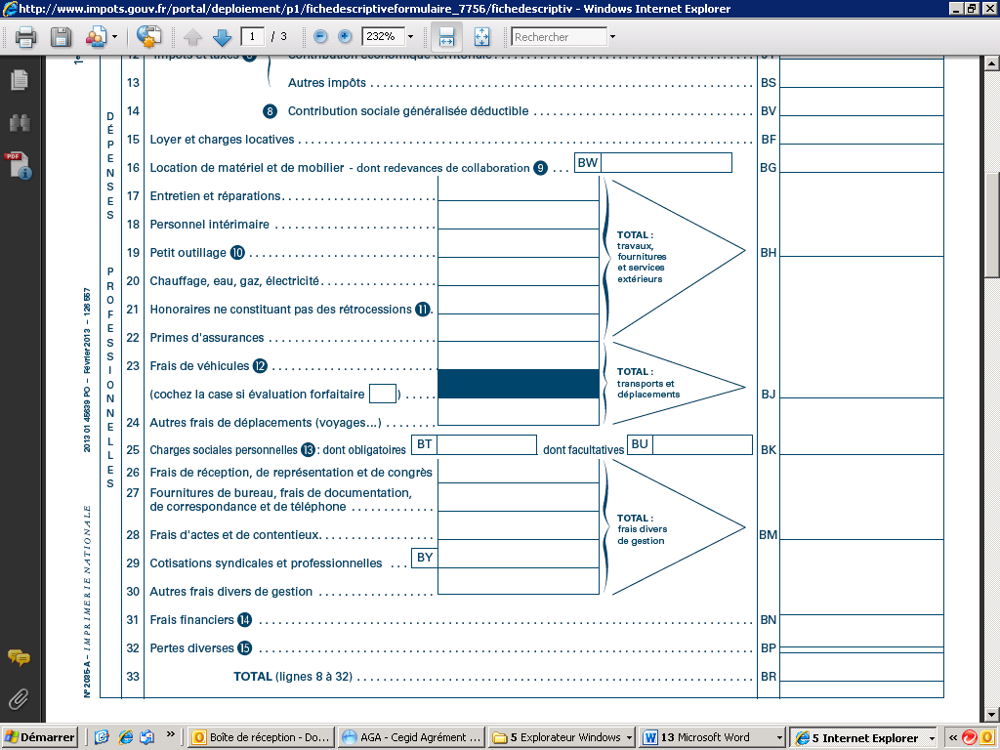 http://www.impots.gouv.fr/portal/deploiement/p1/fichedescriptiveformulaire_7756/fichedescriptiv - Windows Internet Explorer
1 / 3 232% Rechercher
12 Impôts et taxes Contribution économique territoriale
13 Autres impôts BS
14 8 Contribution sociale généralisée déductible BV
15 Loyer et charges locatives BF
16 Location de matériel et de mobilier - dont redevances de collaboration 9 ... BW BG
17 Entretien et réparations
18 Personnel intérimaire
19 Petit outillage 10
20 Chauffage, eau, gaz, électricité
21 Honoraires ne constituant pas des rétrocessions 11
22 Primes d'assurances
TOTAL :
travaux,
fournitures
et services
extérieurs
BH
23 Frais de véhicules 12
(cochez la case si évaluation forfaitaire )
24 Autres frais de déplacements (voyages...)
TOTAL :
transports et
déplacements
BJ
25 Charges sociales personnelles 13 : dont obligatoires BT dont facultatives BU BK
26 Frais de réception, de représentation et de congrès
27 Fournitures de bureau, frais de documentation,
de correspondance et de téléphone
28 Frais d'actes et de contentieux
29 Cotisations syndicales et professionnelles ... BY
30 Autres frais divers de gestion
TOTAL :
frais divers
de gestion
BM
31 Frais financiers 14 BN
32 Pertes diverses 15 BP
33 TOTAL (lignes 8 à 32) BR
DÉPENSES PROFESSIONNELLES
N° 2035-A – IMPRIMERIE NATIONALE 2013 01 45639 PO – Février 2013 – 126 557
PDF
Démarrer » Boîte de réception - Do... AGA - Cegid Agrément ... 5 Explorateur Windows 13 Microsoft Word 5 Internet Explorer «